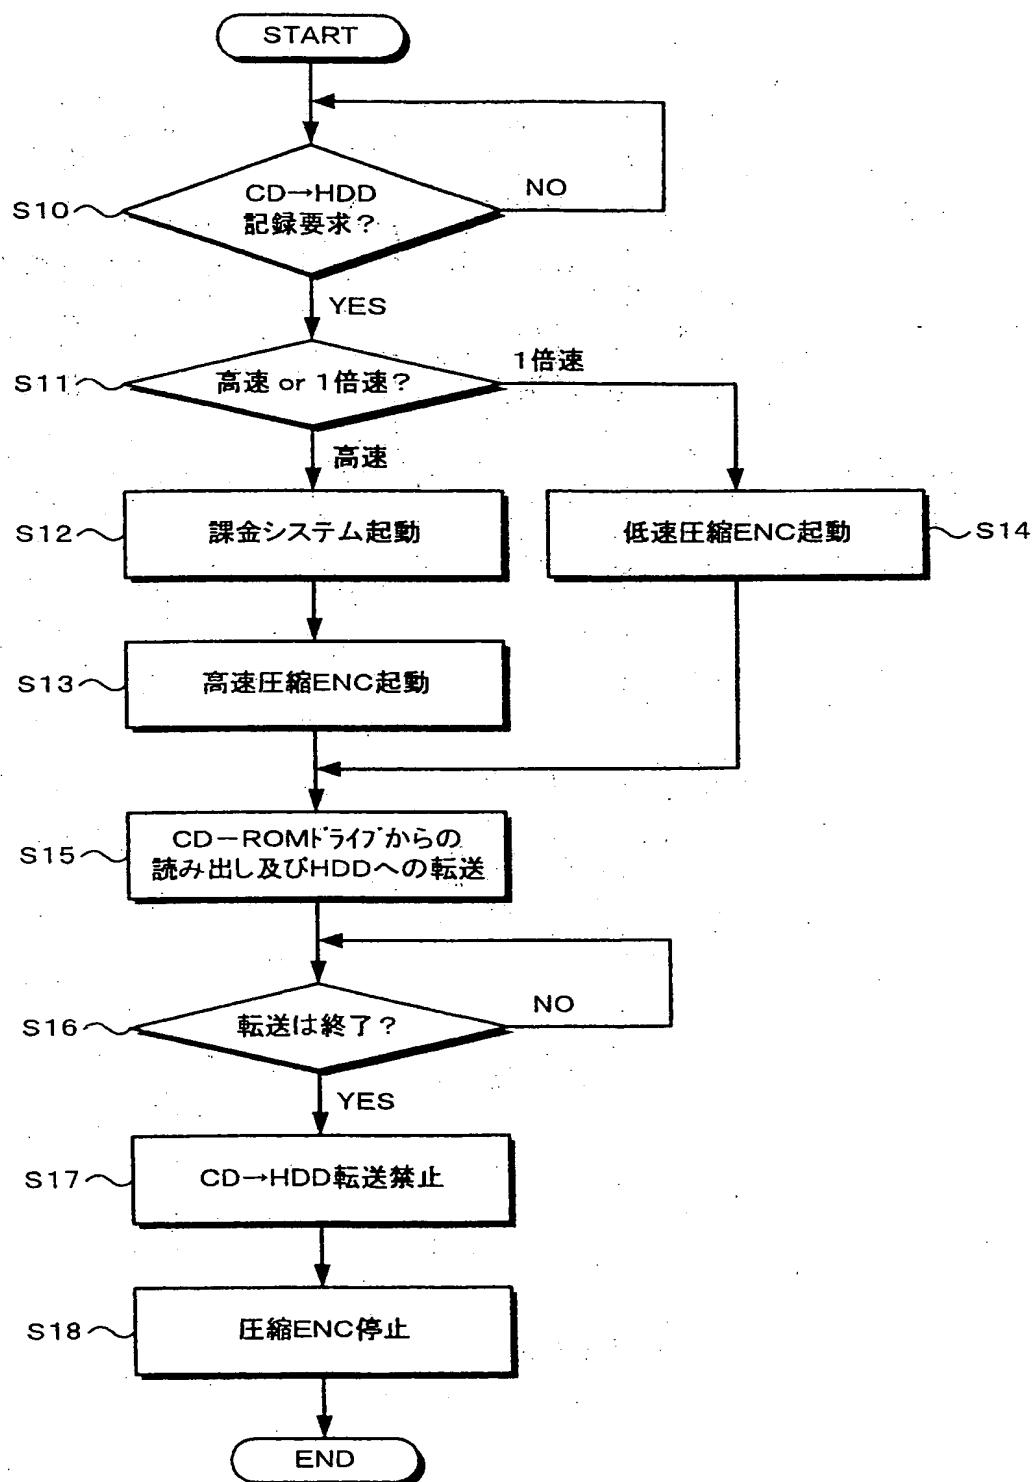 START
CD→HDD
記録要求？
S10
NO
YES
S11
高速 or 1倍速？
1倍速
高速
S12
課金システム起動
低速圧縮ENC起動
S14
S13
高速圧縮ENC起動
S15
CD－ROMﾄﾞﾗｲﾌﾞからの
読み出し及びHDDへの転送
S16
転送は終了？
NO
YES
S17
CD→HDD転送禁止
S18
圧縮ENC停止
END